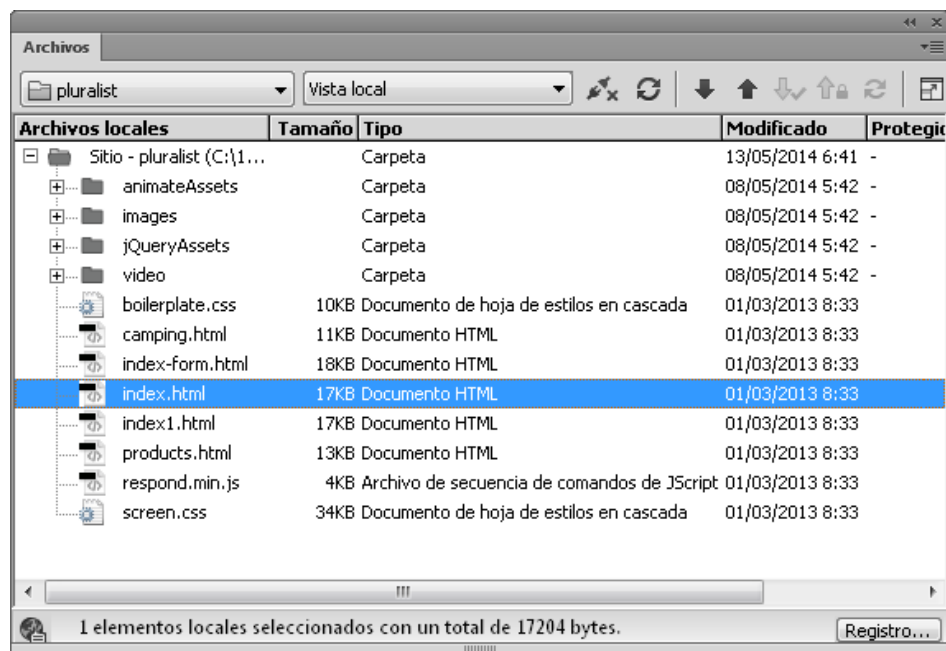 Archivos
pluralist Vista local
Archivos locales Tamaño Tipo Modificado Protegid
Sitio - pluralist (C:\1... Carpeta 13/05/2014 6:41 -
animateAssets Carpeta 08/05/2014 5:42 -
images Carpeta 08/05/2014 5:42 -
jQueryAssets Carpeta 08/05/2014 5:42 -
video Carpeta 08/05/2014 5:42 -
boilerplate.css 10KB Documento de hoja de estilos en cascada 01/03/2013 8:33
camping.html 11KB Documento HTML 01/03/2013 8:33
index-form.html 18KB Documento HTML 01/03/2013 8:33
index.html 17KB Documento HTML 01/03/2013 8:33
index1.html 17KB Documento HTML 01/03/2013 8:33
products.html 13KB Documento HTML 01/03/2013 8:33
respond.min.js 4KB Archivo de secuencia de comandos de JScript 01/03/2013 8:33
screen.css 34KB Documento de hoja de estilos en cascada 01/03/2013 8:33
1 elementos locales seleccionados con un total de 17204 bytes. Registro...